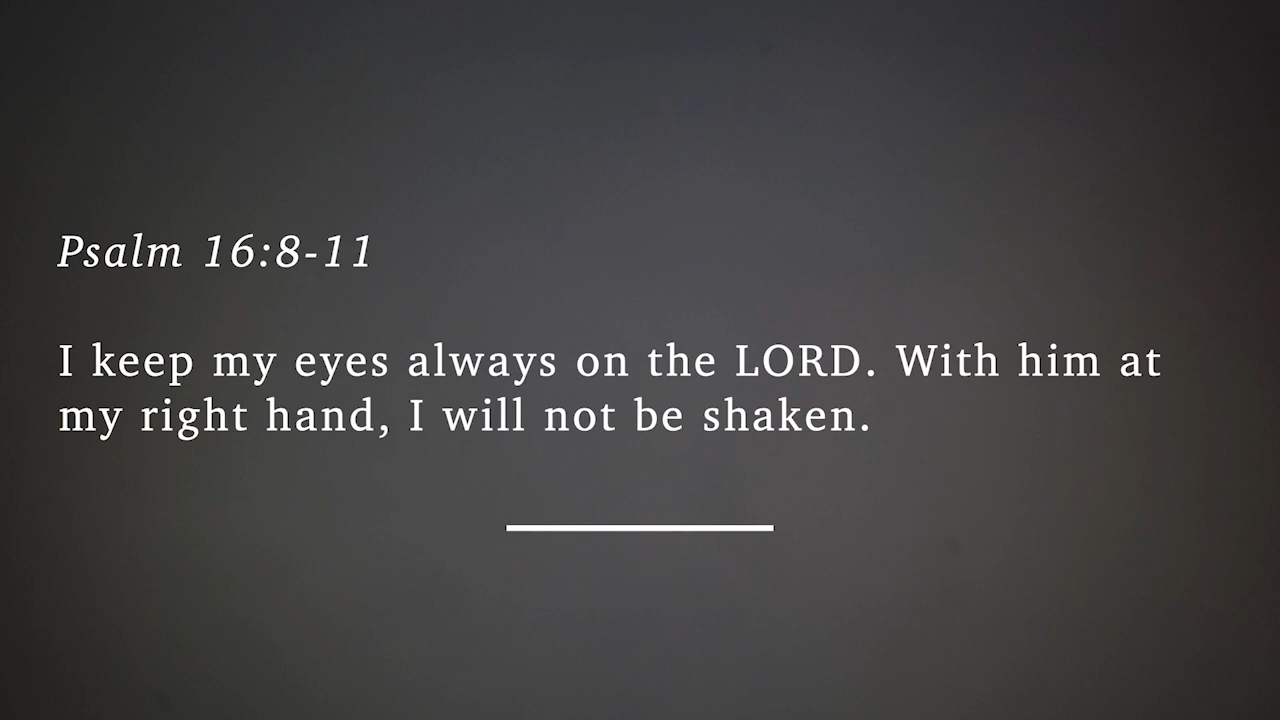 Psalm 16:8-11
I keep my eyes always on the LORD. With him at
my right hand, I will not be shaken.